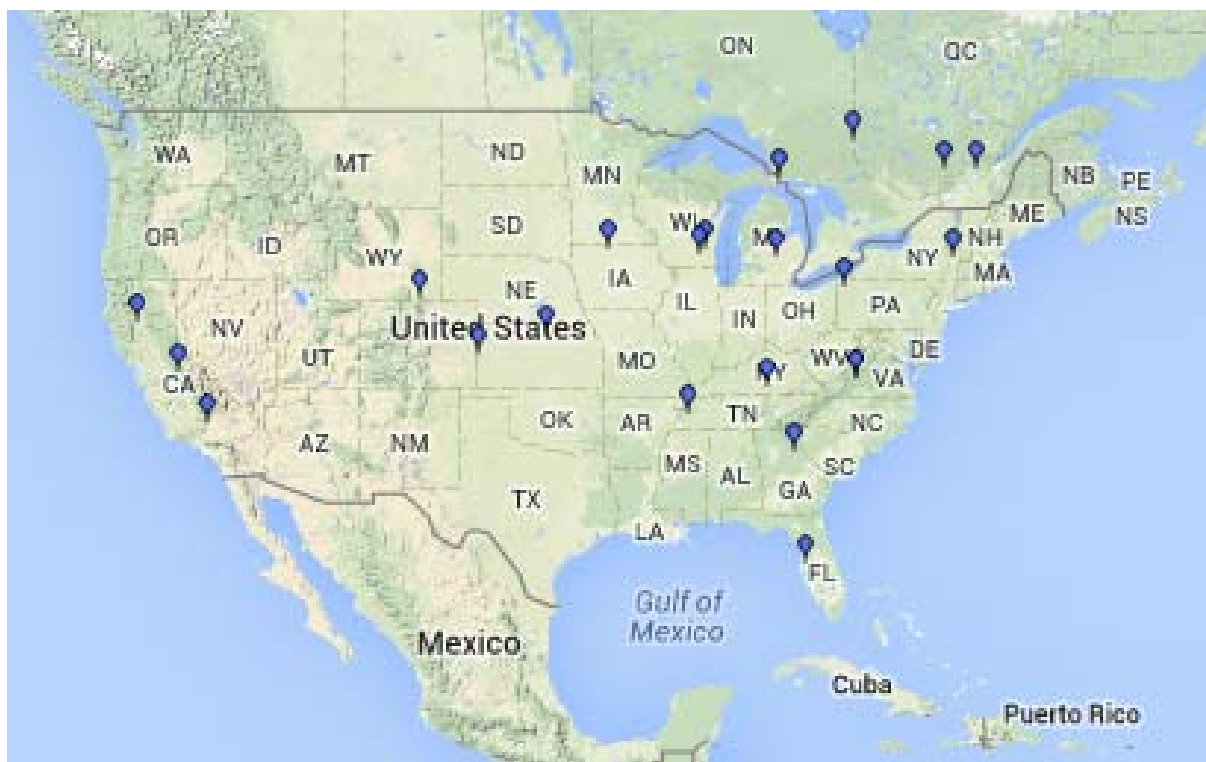 ON
QC
WA
MT
ND
MN
NB
PE
OR
ID
SD
ME
NS
WY
NY
NH
MA
NE
IA
IL
IN
OH
PA
NV
United States
UT
MO
WV
DE
CA
VA
OK
AR
TN
NC
AZ
NM
MS
AL
SC
GA
TX
LA
FL
Gulf of
Mexico
Mexico
Cuba
Puerto Rico